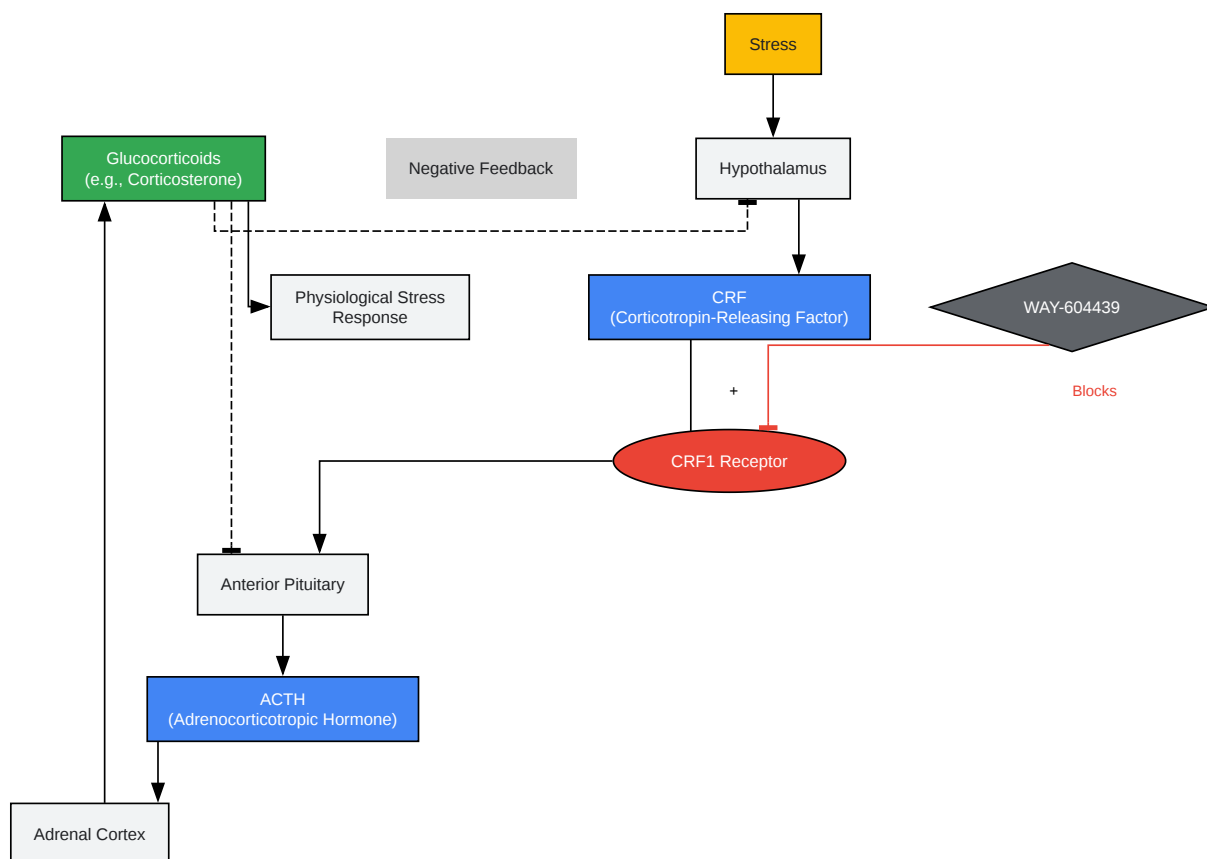 Stress
Glucocorticoids
(e.g., Corticosterone)
Negative Feedback
Hypothalamus
Physiological Stress
Response
CRF
(Corticotropin-Releasing Factor)
WAY-604439
+
Blocks
CRF1 Receptor
Anterior Pituitary
ACTH
(Adrenocorticotropic Hormone)
Adrenal Cortex